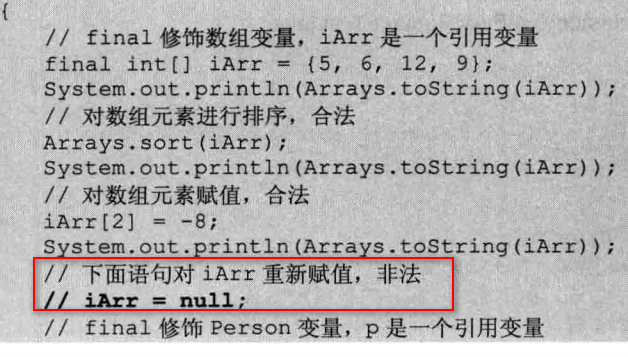 {
// final 修饰数组变量，iArr 是一个引用变量
final int[] iArr = {5, 6, 12, 9};
System.out.println(Arrays.toString(iArr));
// 对数组元素进行排序，合法
Arrays.sort(iArr);
System.out.println(Arrays.toString(iArr));
// 对数组元素赋值，合法
iArr[2] = -8;
System.out.println(Arrays.toString(iArr));
// 下面语句对 iArr 重新赋值，非法
// iArr = null;
// final 修饰 Person 变量，p 是一个引用变量